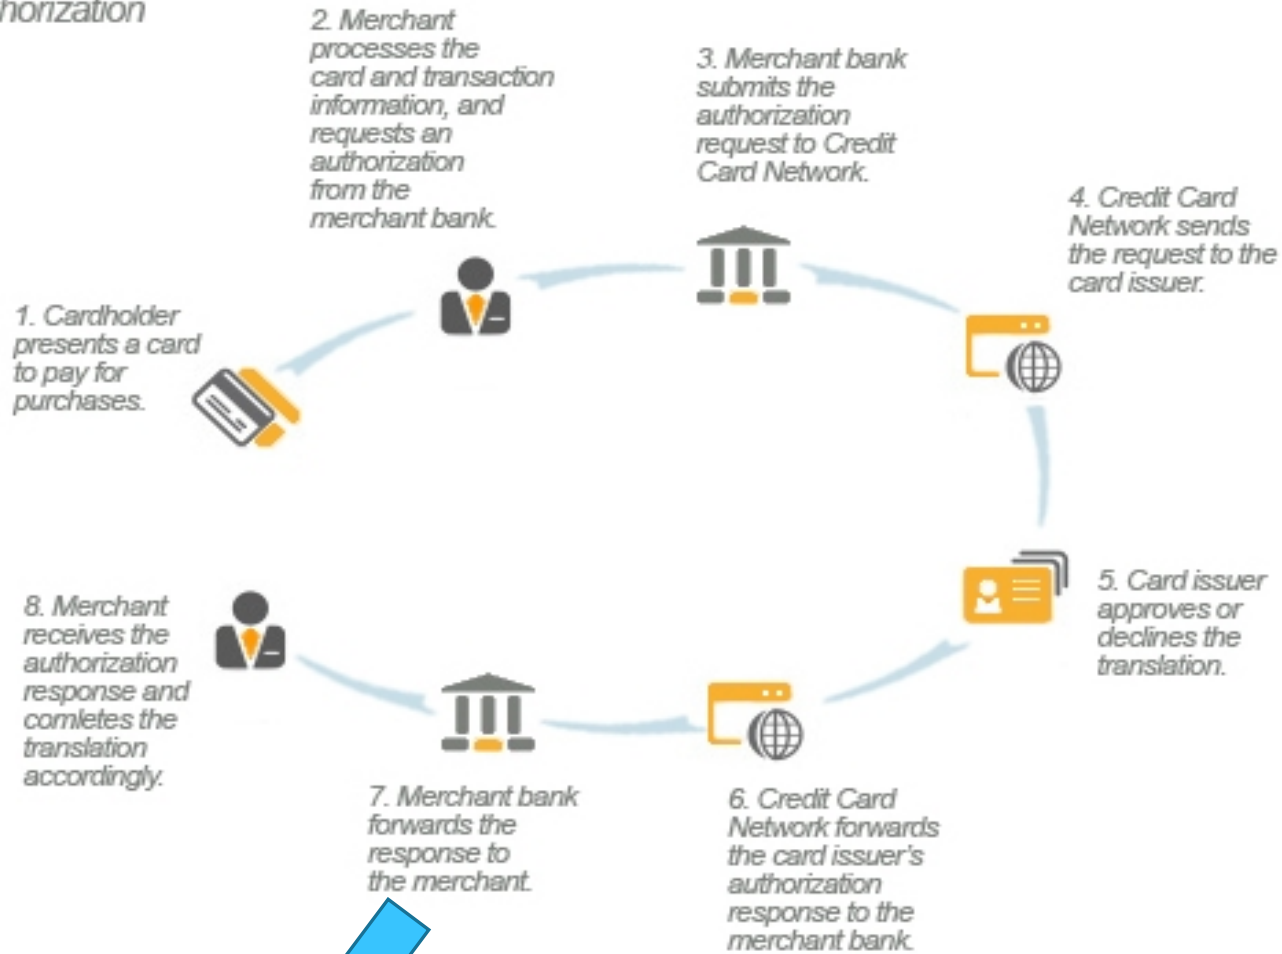 horization
1. Cardholder
presents a card
to pay for
purchases.
2. Merchant
processes the
card and transaction
information, and
requests an
authorization
from the
merchant bank.
3. Merchant bank
submits the
authorization
request to Credit
Card Network.
4. Credit Card
Network sends
the request to the
card issuer.
5. Card issuer
approves or
declines the
translation.
6. Credit Card
Network forwards
the card issuer's
authorization
response to the
merchant bank.
7. Merchant bank
forwards the
response to
the merchant.
8. Merchant
receives the
authorization
response and
comletes the
translation
accordingly.